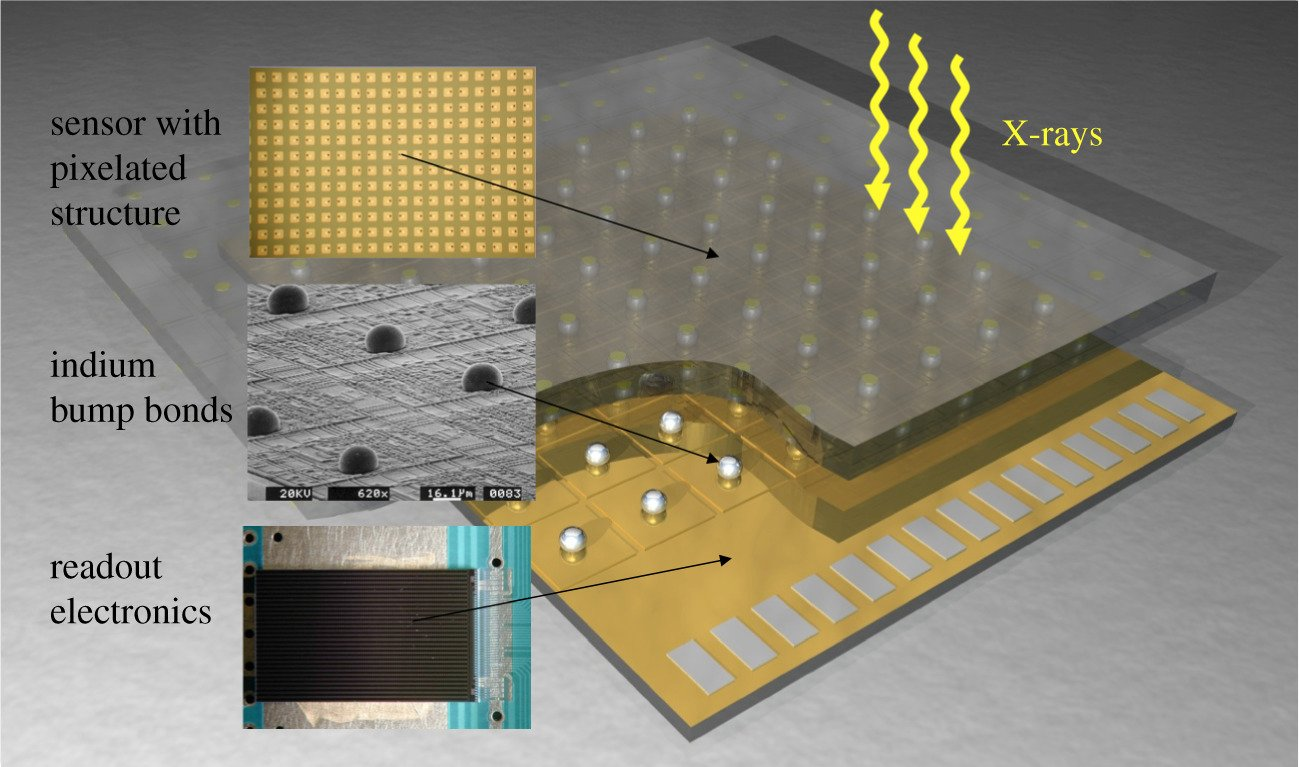 sensor with
pixelated
structure
X-rays
indium
bump bonds
20KV 620x 16.1µm 0083
readout
electronics